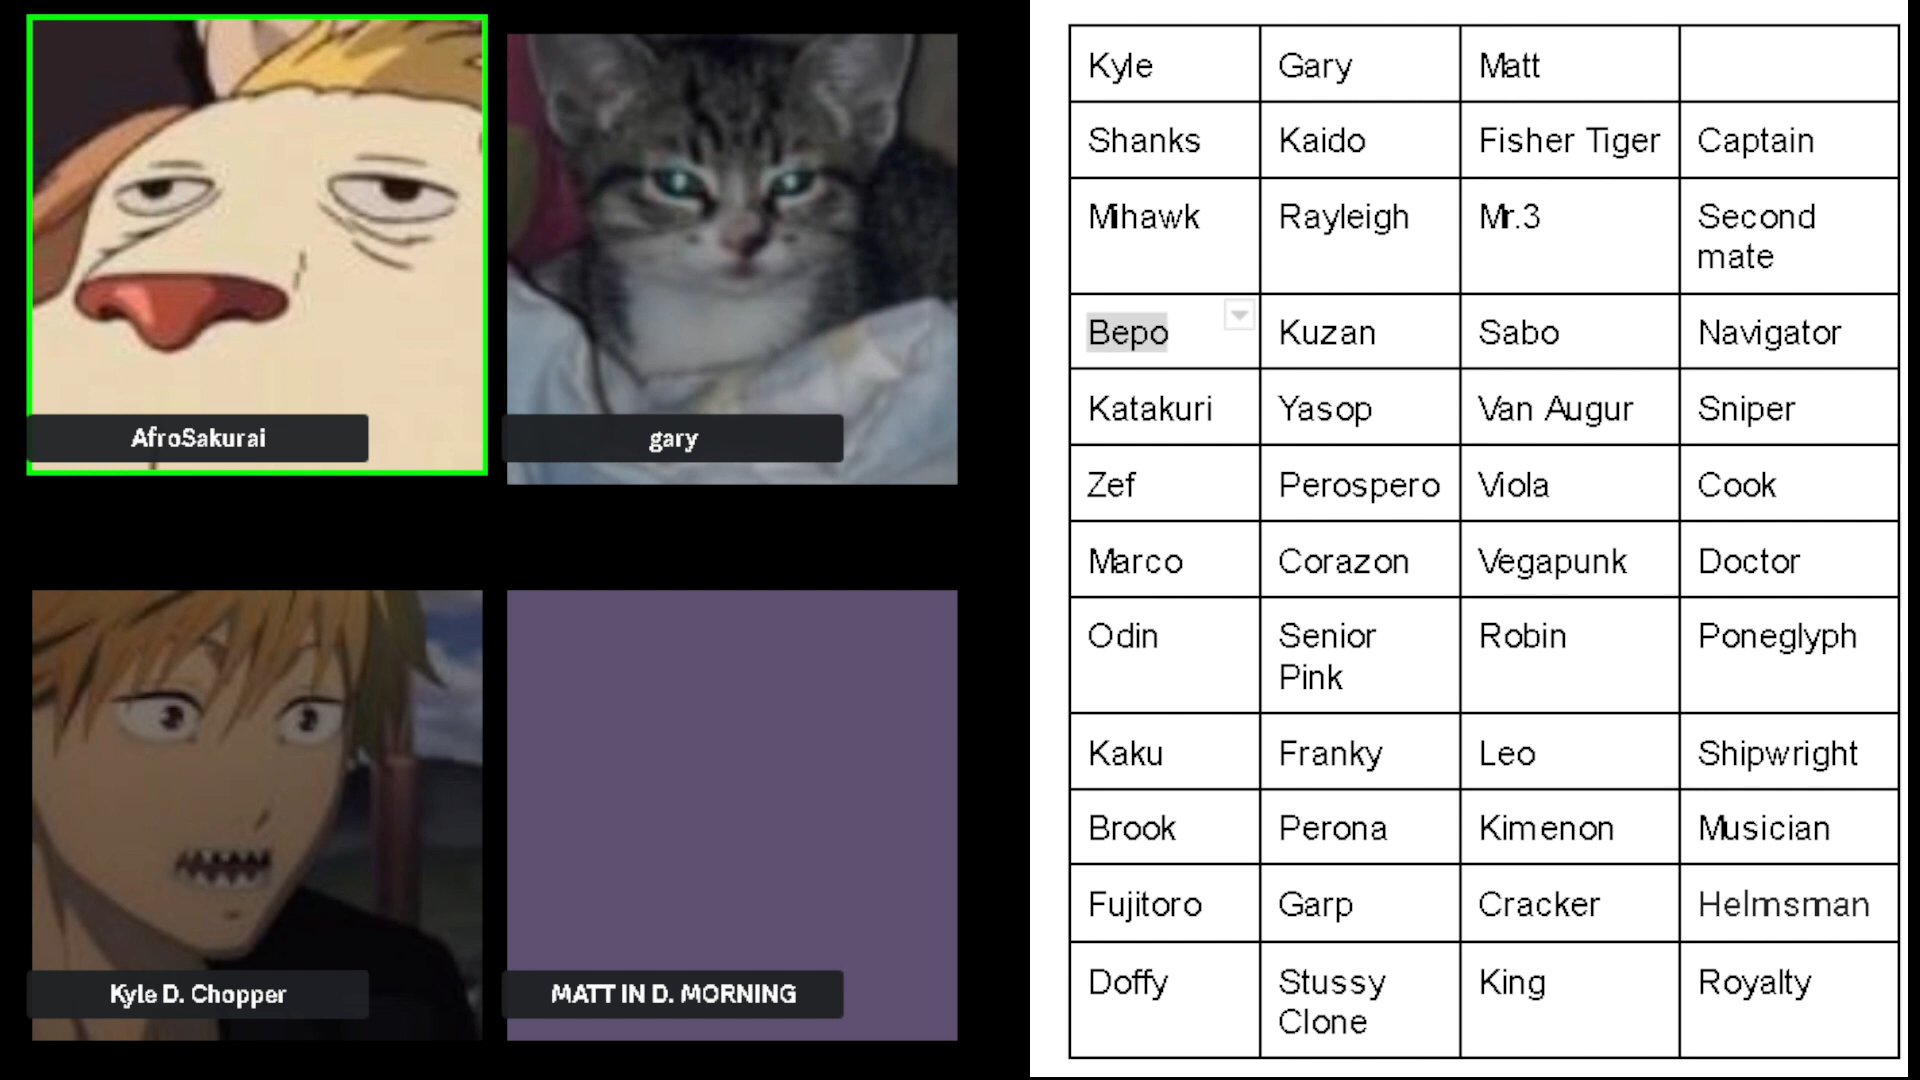 AfroSakurai
gary
Kyle D. Chopper
MATT IN D. MORNING
Kyle Gary Matt
Shanks Kaido Fisher Tiger Captain
Mihawk Rayleigh Mr.3 Second
mate
Bepo Kuzan Sabo Navigator
Katakuri Yasop Van Augur Sniper
Zef Perospero Viola Cook
Marco Corazon Vegapunk Doctor
Odin Senior Robin Poneglyph
Pink
Kaku Franky Leo Shipwright
Brook Perona Kimenon Musician
Fujitoro Garp Cracker Helmsman
Doffy Stussy King Royalty
Clone